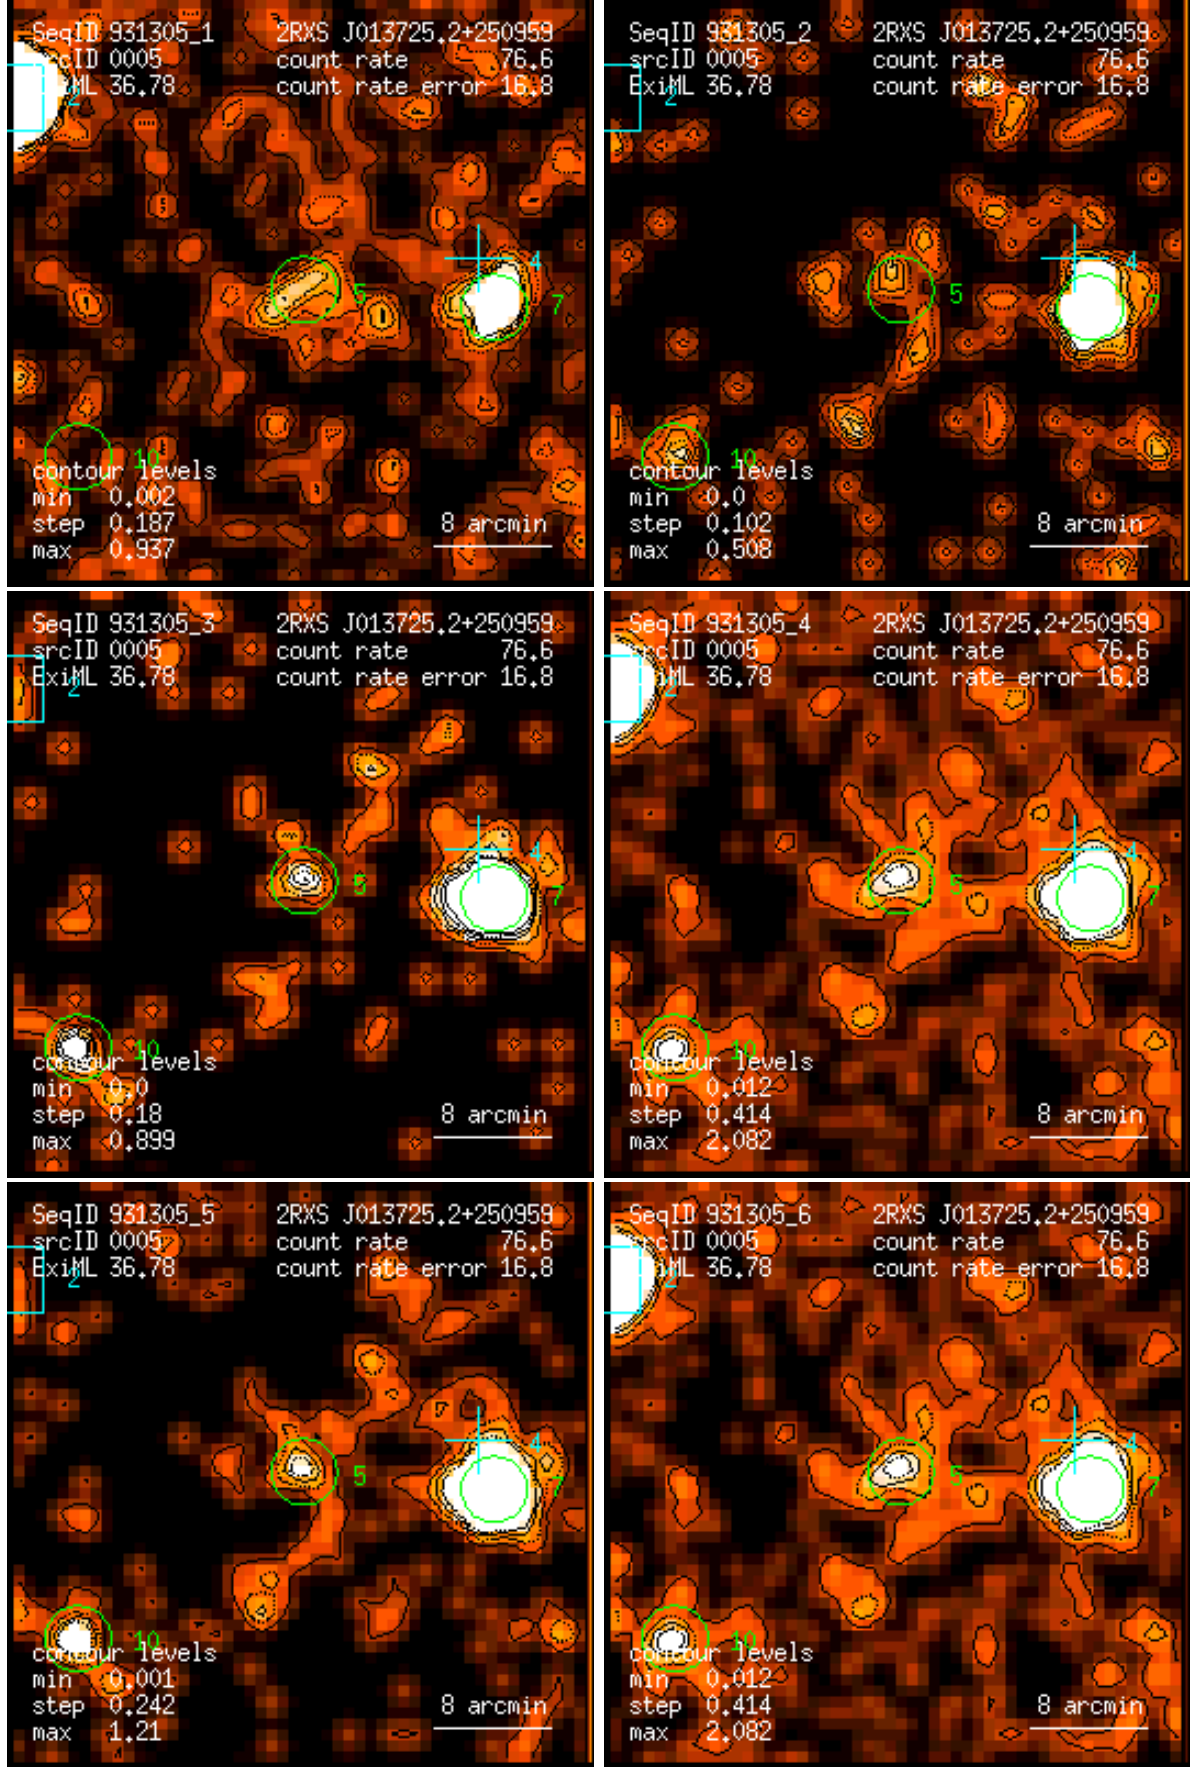 SeqID 931305_1 2RXS J013725.2+250959
srcID 0005 count rate 76.6
ExiML 36.78 count rate error 16.8
2
4
5
7
10
contour levels
min 0.002
step 0.187 8 arcmin
max 0.937
SeqID 931305_2 2RXS J013725.2+250959
srcID 0005 count rate 76.6
ExiML 36.78 count rate error 16.8
2
4
5
7
10
contour levels
min 0.0
step 0.102 8 arcmin
max 0.508
SeqID 931305_3 2RXS J013725.2+250959
srcID 0005 count rate 76.6
ExiML 36.78 count rate error 16.8
2
4
5
7
10
contour levels
min 0.0
step 0.18 8 arcmin
max 0.899
SeqID 931305_4 2RXS J013725.2+250959
srcID 0005 count rate 76.6
ExiML 36.78 count rate error 16.8
2
4
5
7
10
contour levels
min 0.012
step 0.414 8 arcmin
max 2.082
SeqID 931305_5 2RXS J013725.2+250959
srcID 0005 count rate 76.6
ExiML 36.78 count rate error 16.8
2
4
5
7
10
contour levels
min 0.001
step 0.242 8 arcmin
max 1.21
SeqID 931305_6 2RXS J013725.2+250959
srcID 0005 count rate 76.6
ExiML 36.78 count rate error 16.8
2
4
5
7
10
contour levels
min 0.012
step 0.414 8 arcmin
max 2.082